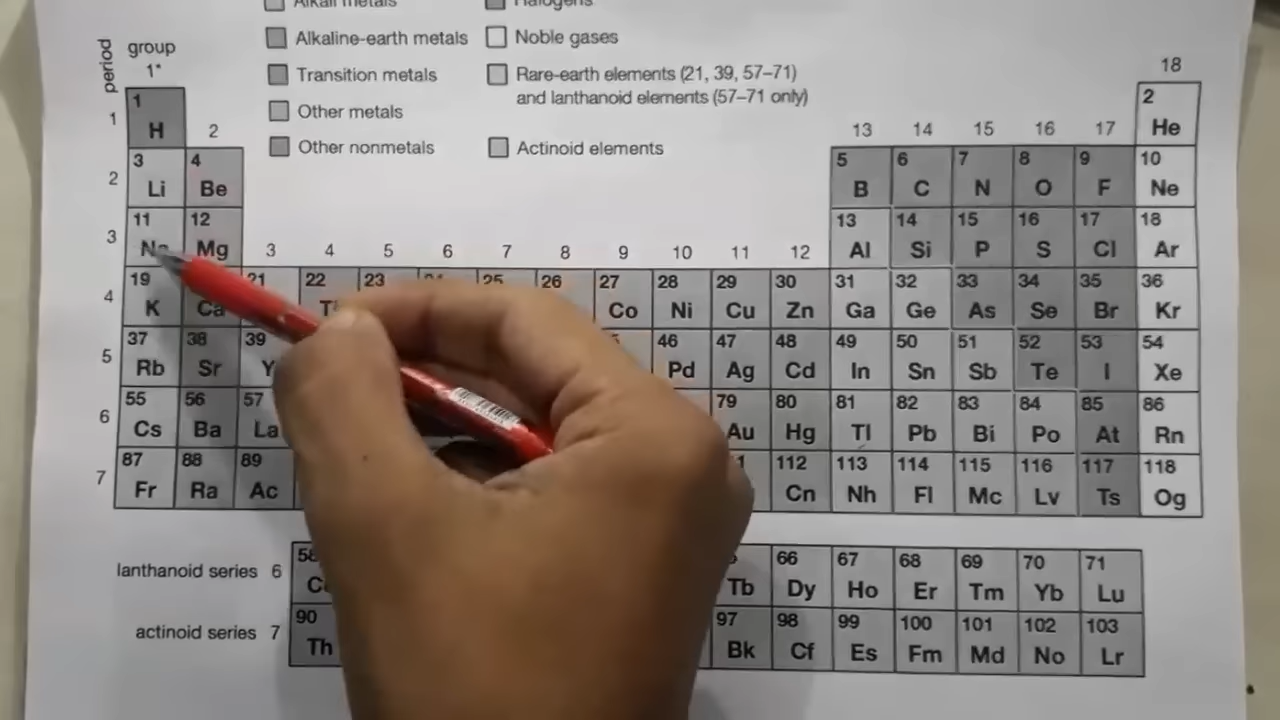 Alkali metals Halogens
Alkaline-earth metals Noble gases
Transition metals Rare-earth elements (21, 39, 57–71)
and lanthanoid elements (57–71 only)
Other metals
Other nonmetals Actinoid elements
period
group
1* 18
1 2
1 H He
2 13 14 15 16 17
3 4 5 6 7 8 9 10
2 Li Be B C N O F Ne
11 12 13 14 15 16 17 18
3 Na Mg 3 4 5 6 7 8 9 10 11 12 Al Si P S Cl Ar
19 21 22 23 25 26 27 28 29 30 31 32 33 34 35 36
4 K Ca Co Ni Cu Zn Ga Ge As Se Br Kr
37 38 39 46 47 48 49 50 51 52 53 54
5 Rb Sr Y Pd Ag Cd In Sn Sb Te I Xe
55 56 57 79 80 81 82 83 84 85 86
6 Cs Ba La Au Hg Tl Pb Bi Po At Rn
87 88 89 112 113 114 115 116 117 118
7 Fr Ra Ac Cn Nh Fl Mc Lv Ts Og
58 66 67 68 69 70 71
lanthanoid series 6 Tb Dy Ho Er Tm Yb Lu
90 97 98 99 100 101 102 103
actinoid series 7 Th Bk Cf Es Fm Md No Lr